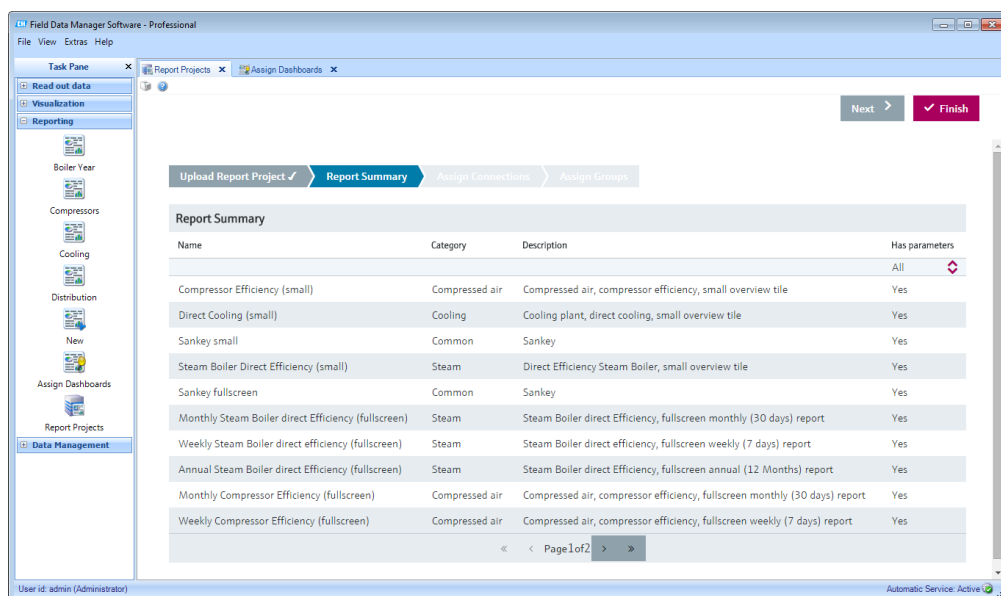 Field Data Manager Software - Professional
File View Extras Help
Task Pane
Report Projects
Assign Dashboards
Read out data
Visualization
Reporting
Next
Finish
Boiler Year
Compressors
Cooling
Distribution
New
Assign Dashboards
Report Projects
Data Management
Upload Report Project
Report Summary
Assign Connections
Assign Groups
Report Summary
Name Category Description Has parameters
All
Compressor Efficiency (small) Compressed air Compressed air, compressor efficiency, small overview tile Yes
Direct Cooling (small) Cooling Cooling plant, direct cooling, small overview tile Yes
Sankey small Common Sankey Yes
Steam Boiler Direct Efficiency (small) Steam Direct Efficiency Steam Boiler, small overview tile Yes
Sankey fullscreen Common Sankey Yes
Monthly Steam Boiler direct Efficiency (fullscreen) Steam Steam Boiler direct Efficiency, fullscreen monthly (30 days) report Yes
Weekly Steam Boiler direct efficiency (fullscreen) Steam Steam Boiler direct Efficiency, fullscreen weekly (7 days) report Yes
Annual Steam Boiler direct Efficiency (fullscreen) Steam Steam Boiler direct Efficiency, fullscreen annual (12 Months) report Yes
Monthly Compressor Efficiency (fullscreen) Compressed air Compressed air, compressor efficiency, fullscreen monthly (30 days) report Yes
Weekly Compressor Efficiency (fullscreen) Compressed air Compressed air, compressor efficiency, fullscreen weekly (7 days) report Yes
« < Page1of2 > »
User id: admin (Administrator) Automatic Service: Active